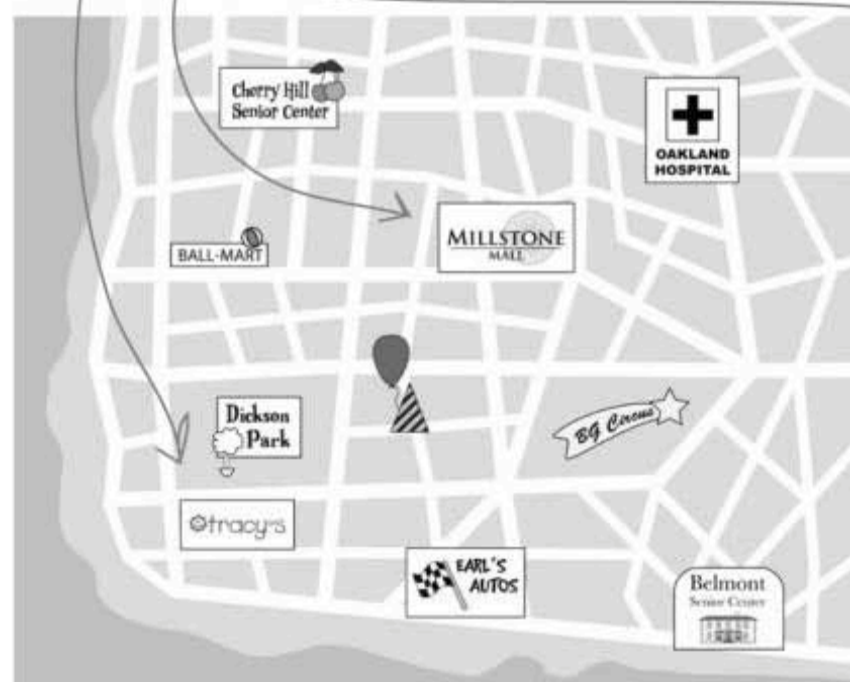 Cherry Hill
Senior Center
OAKLAND
HOSPITAL
MILLSTONE
MALL
BALL-MART
Dickson
Park
BG Circus
tracy's
EARL'S
AUTOS
Belmont
Senior Center